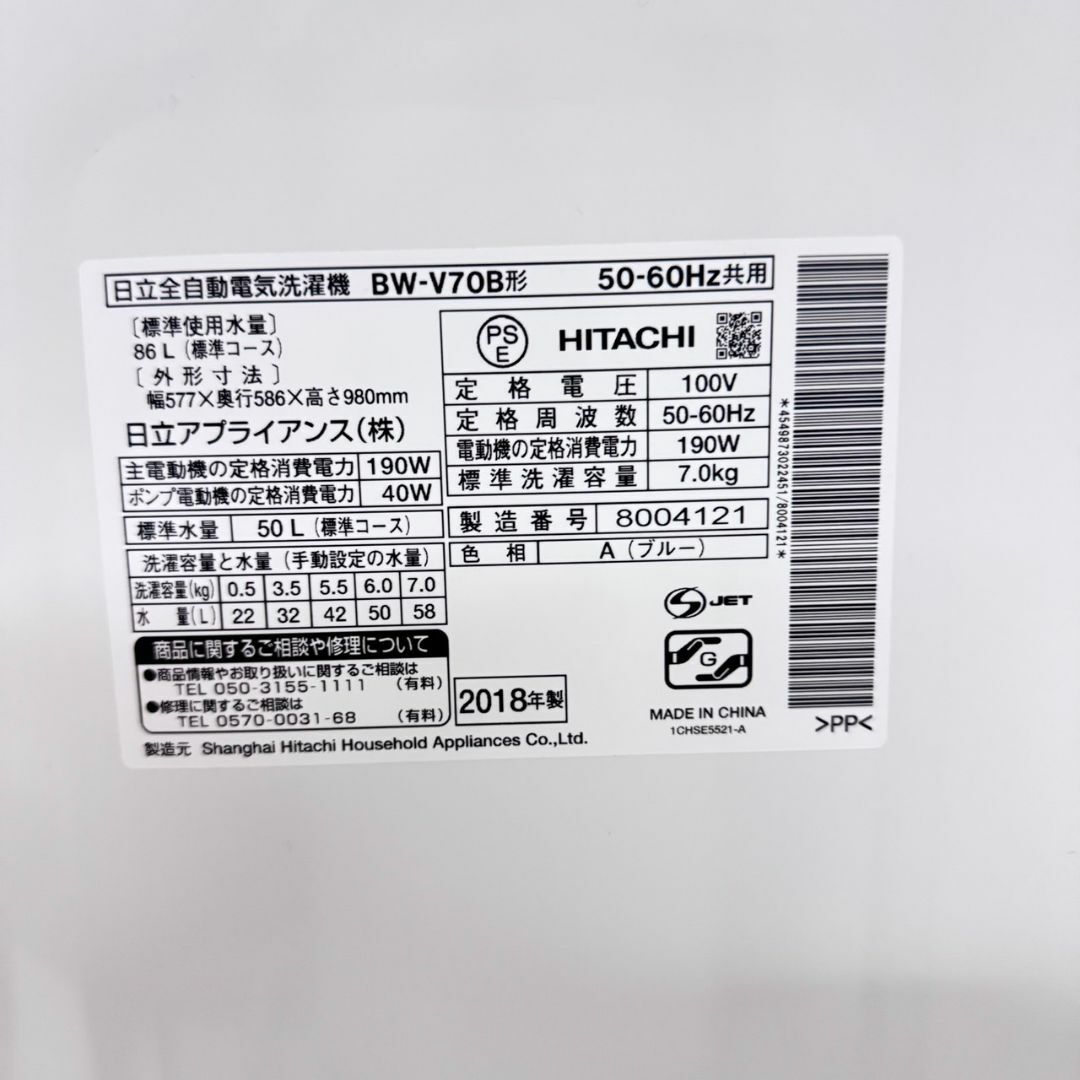 日立全自動電気洗濯機 BW-V70B形 50-60Hz共用
〔標準使用水量〕
86 L (標準コース)
〔外形寸法〕
幅577×奥行586×高さ980mm
日立アプライアンス(株)
主電動機の定格消費電力 190W
ポンプ電動機の定格消費電力 40W
標準水量 50 L (標準コース)
洗濯容量と水量 (手動設定の水量)
洗濯容量(kg) 0.5 3.5 5.5 6.0 7.0
水量(L) 22 32 42 50 58
商品に関するご相談や修理について
●商品情報やお取り扱いに関するご相談は
TEL 050-3155-1111 (有料)
●修理に関するご相談は
TEL 0570-0031-68 (有料)
製造元 Shanghai Hitachi Household Appliances Co.,Ltd.
PS
E
HITACHI
定格電圧 100V
定格周波数 50-60Hz
電動機の定格消費電力 190W
標準洗濯容量 7.0kg
製造番号 8004121
色相 A (ブルー)
S JET
G
2018年製
MADE IN CHINA
1CHSE5521-A
*4549873022451/8004121*
>PP<